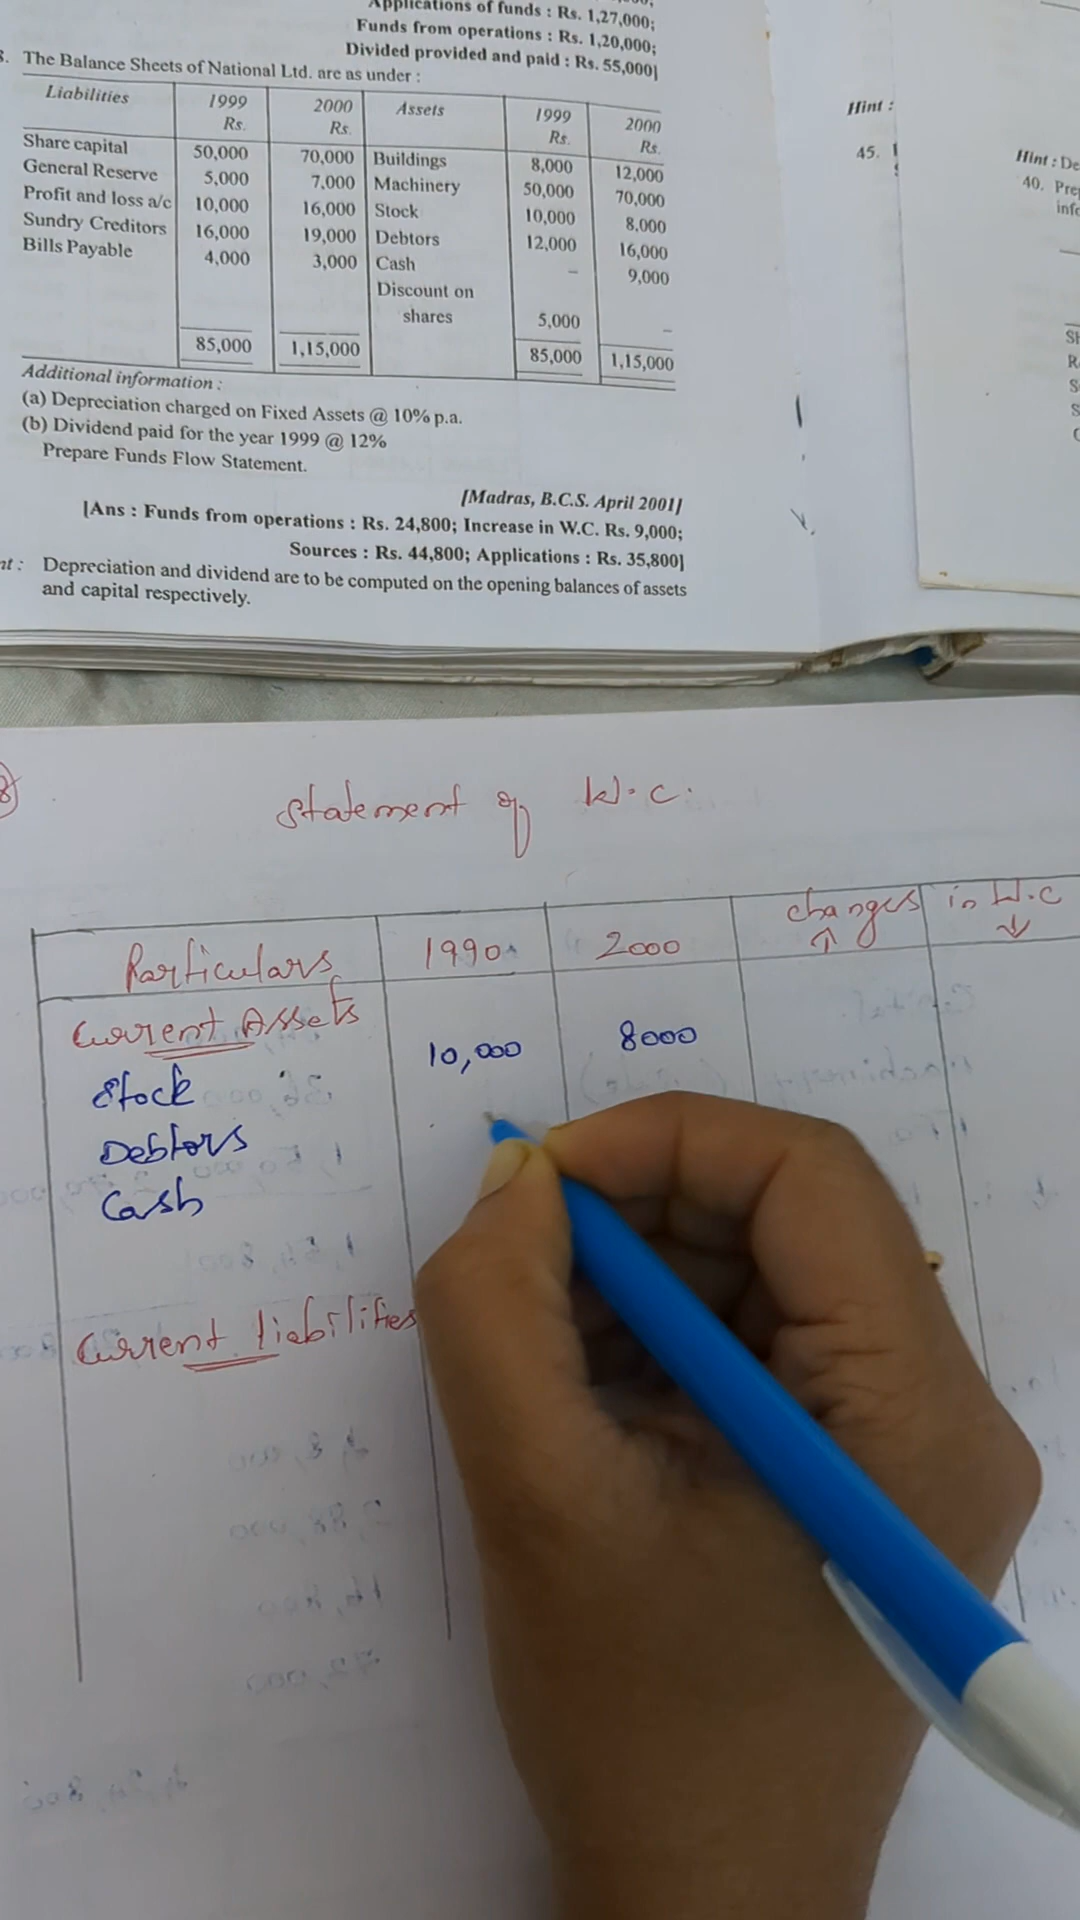 Applications of funds : Rs. 1,27,000;
Funds from operations : Rs. 1,20,000;
Divided provided and paid : Rs. 55,000]
The Balance Sheets of National Ltd. are as under :
Liabilities 1999 2000 Assets 1999 2000
Rs. Rs. Rs. Rs.
Share capital 50,000 70,000 Buildings 8,000 12,000
General Reserve 5,000 7,000 Machinery 50,000 70,000
Profit and loss a/c 10,000 16,000 Stock 10,000 8,000
Sundry Creditors 16,000 19,000 Debtors 12,000 16,000
Bills Payable 4,000 3,000 Cash – 9,000
Discount on
shares 5,000 –
85,000 1,15,000 85,000 1,15,000
Additional information :
(a) Depreciation charged on Fixed Assets @ 10% p.a.
(b) Dividend paid for the year 1999 @ 12%
Prepare Funds Flow Statement.
[Madras, B.C.S. April 2001]
[Ans : Funds from operations : Rs. 24,800; Increase in W.C. Rs. 9,000;
Sources : Rs. 44,800; Applications : Rs. 35,800]
Depreciation and dividend are to be computed on the opening balances of assets
and capital respectively.
Hint :
45.
Hint : De
40. Pre
info
8)
Statement of W.C.
Particulars 1990 2000 changes in W.C
↑ ↓
Current Assets
Stock 10,000 8000
Debtors
Cash
Current liabilities